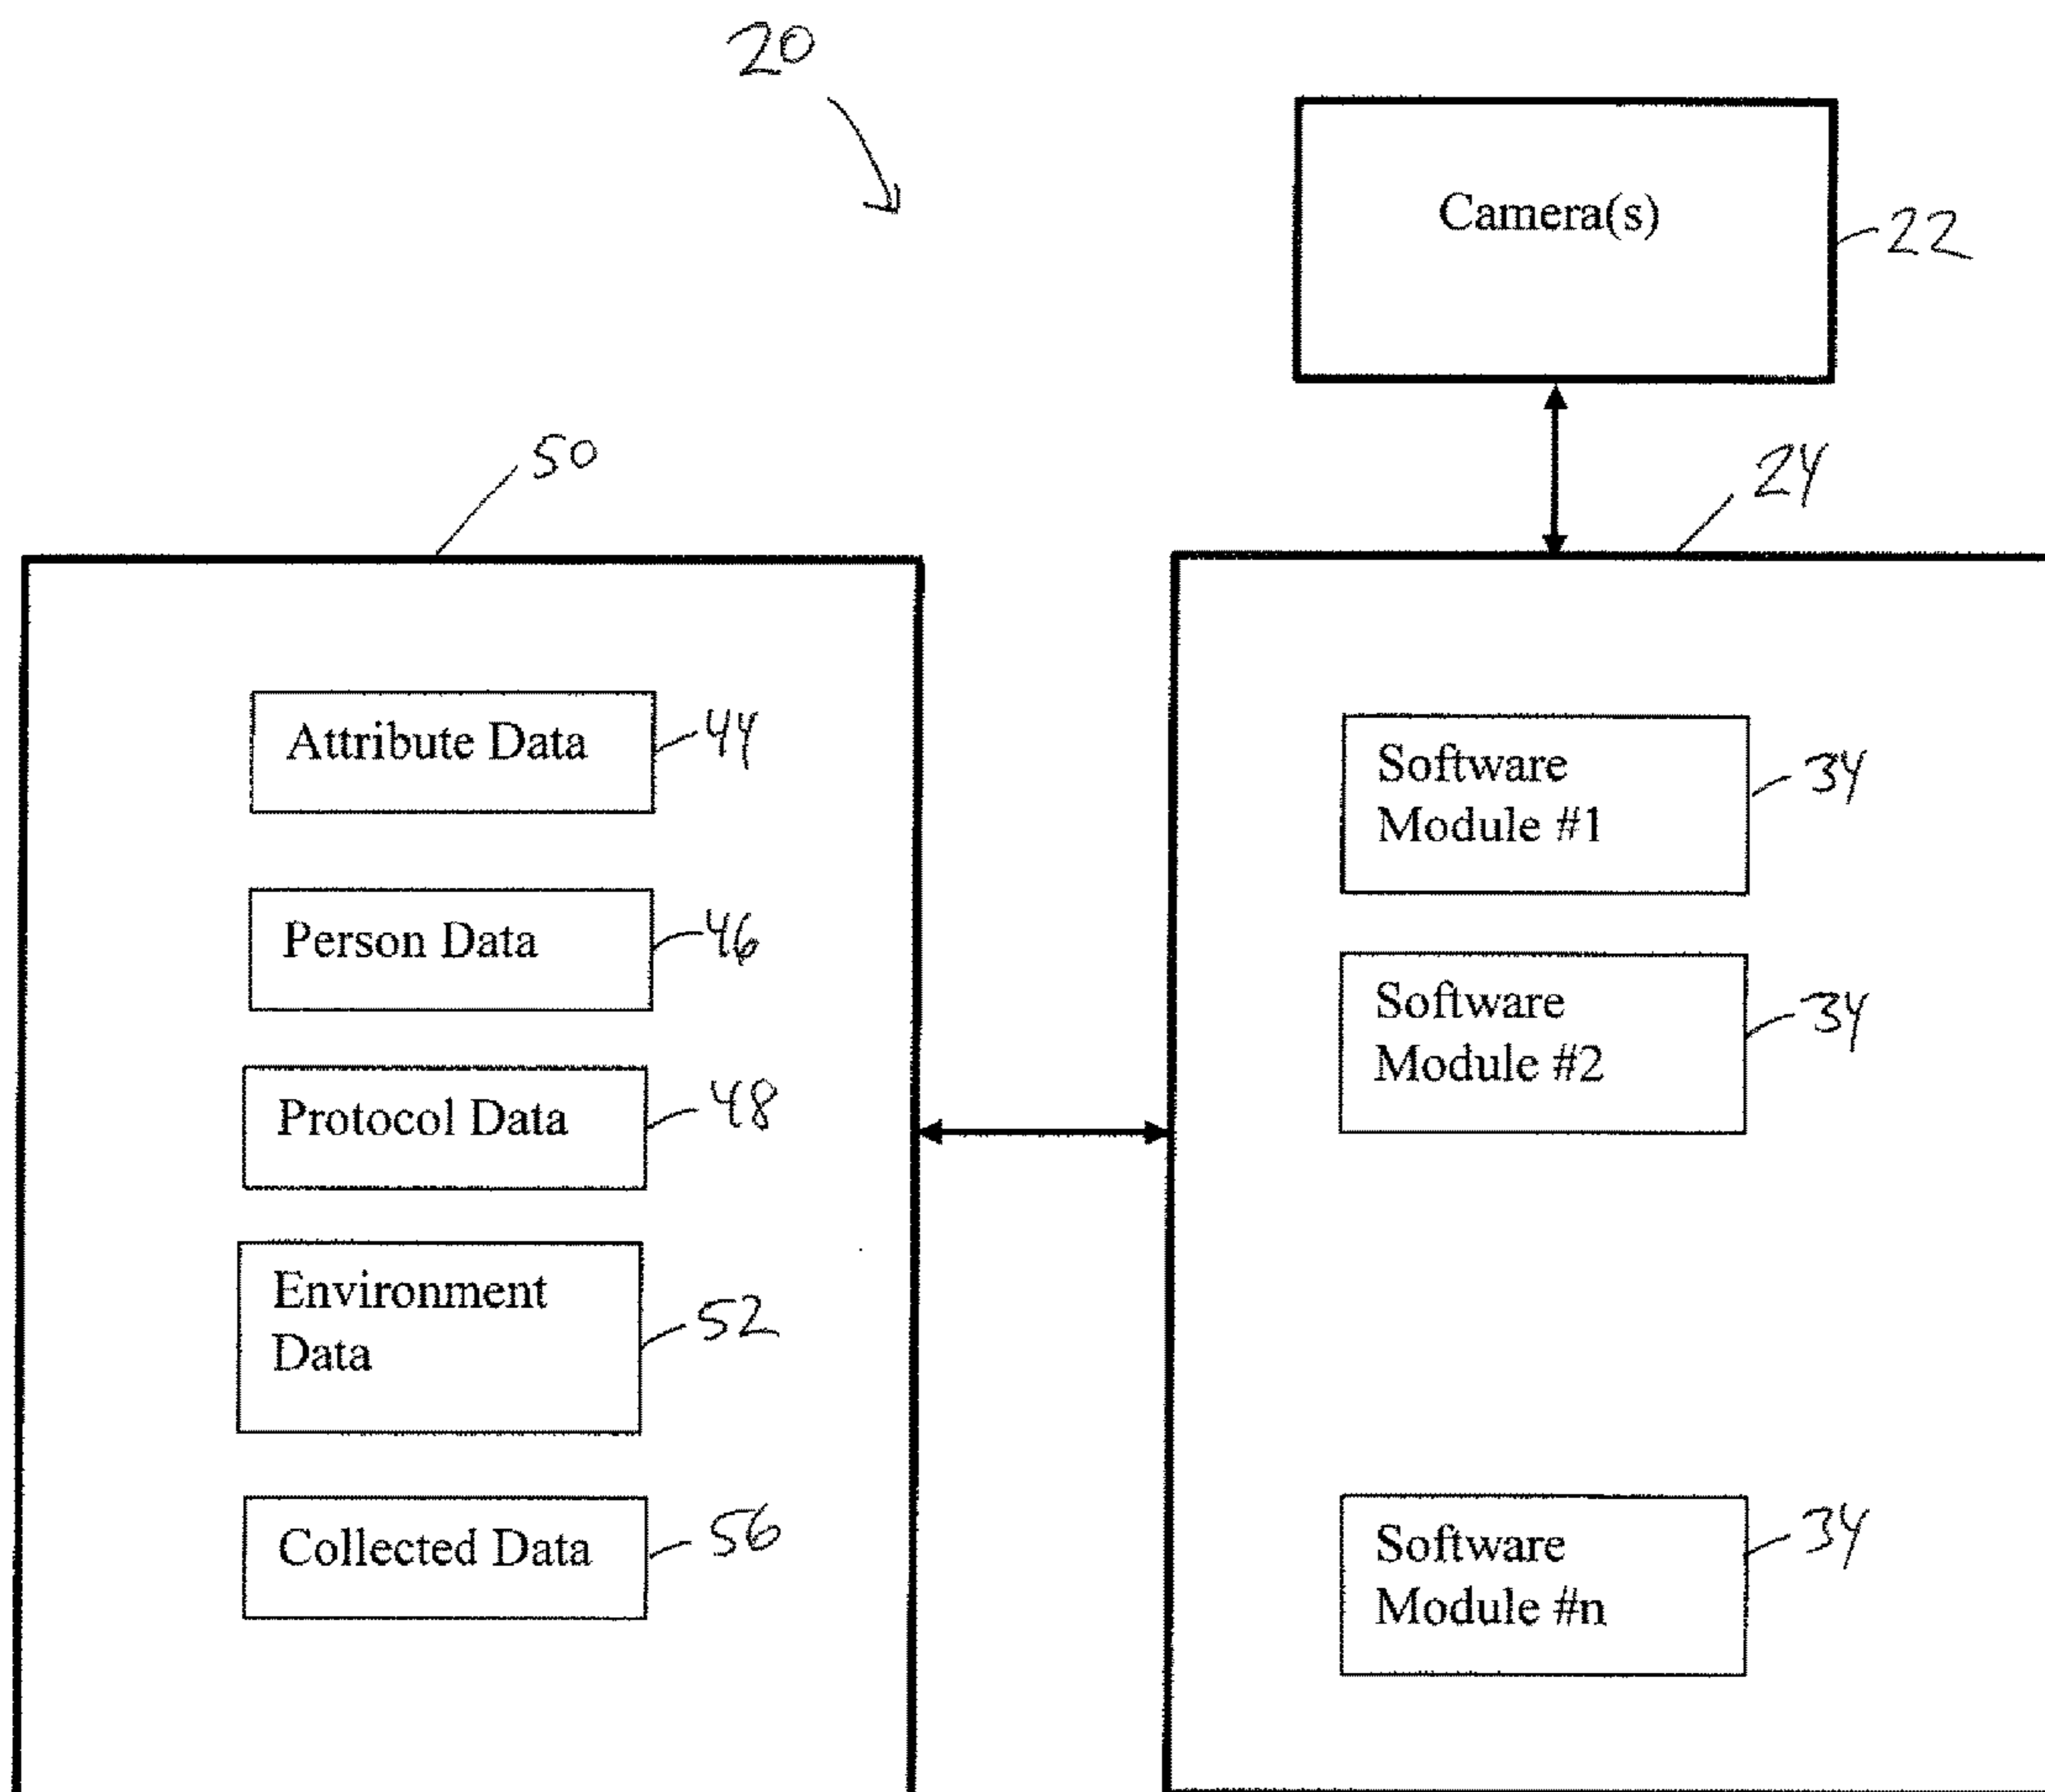 20
Camera(s)
22
50
24
Attribute Data
44
Person Data
46
Protocol Data
48
Environment
Data
52
Collected Data
56
Software
Module #1
34
Software
Module #2
34
Software
Module #n
34